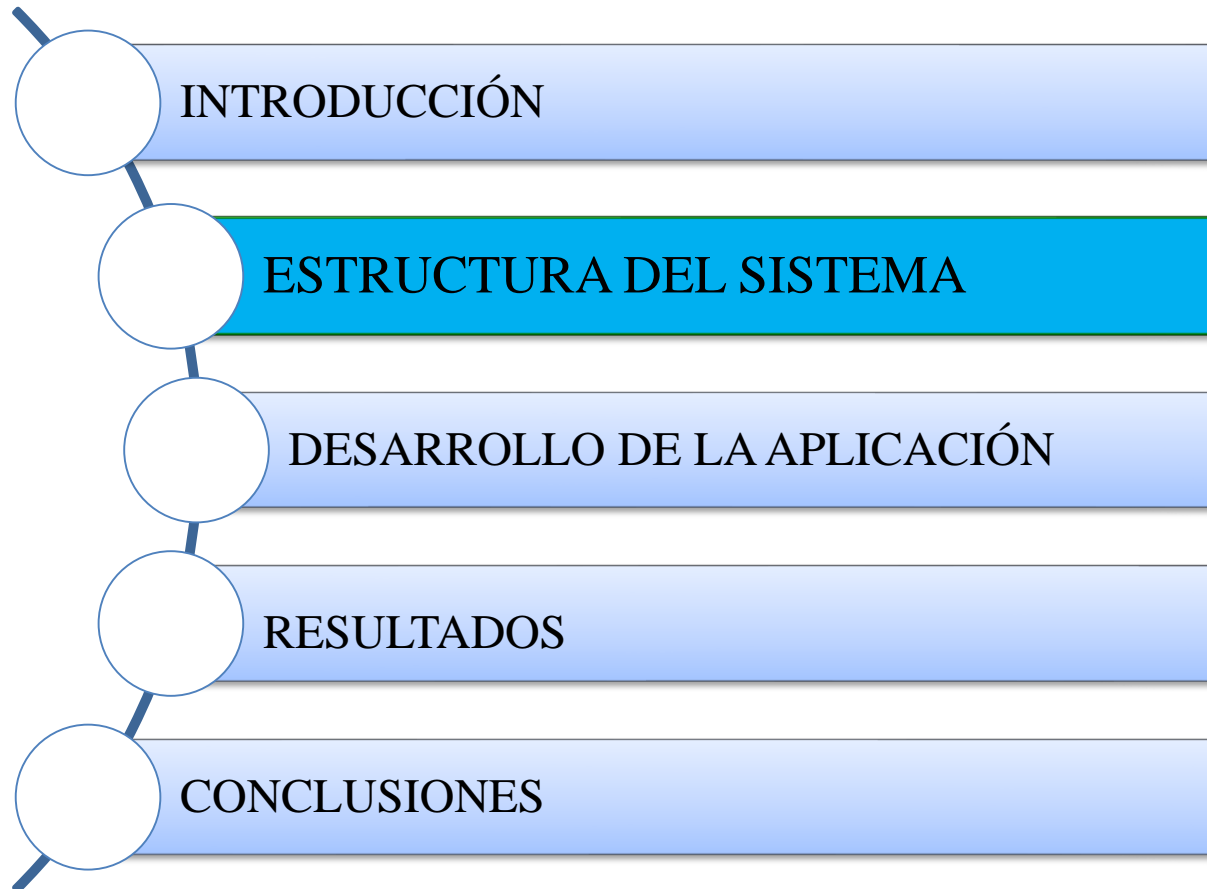 INTRODUCCIÓN
ESTRUCTURA DEL SISTEMA
DESARROLLO DE LA APLICACIÓN
RESULTADOS
CONCLUSIONES